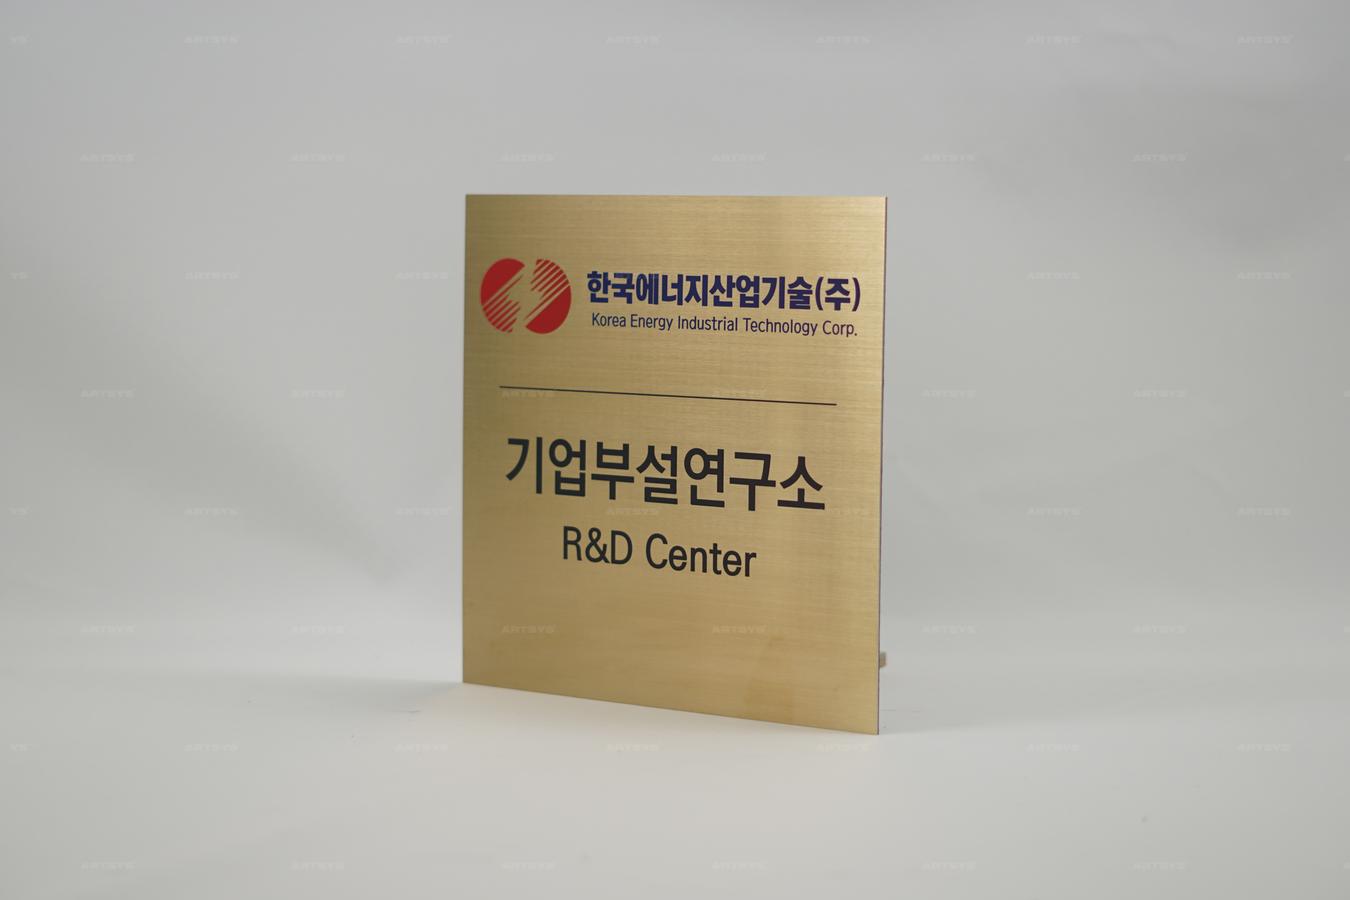 한국에너지산업기술(주)
Korea Energy Industrial Technology Corp.
기업부설연구소
R&D Center
ARTSYS